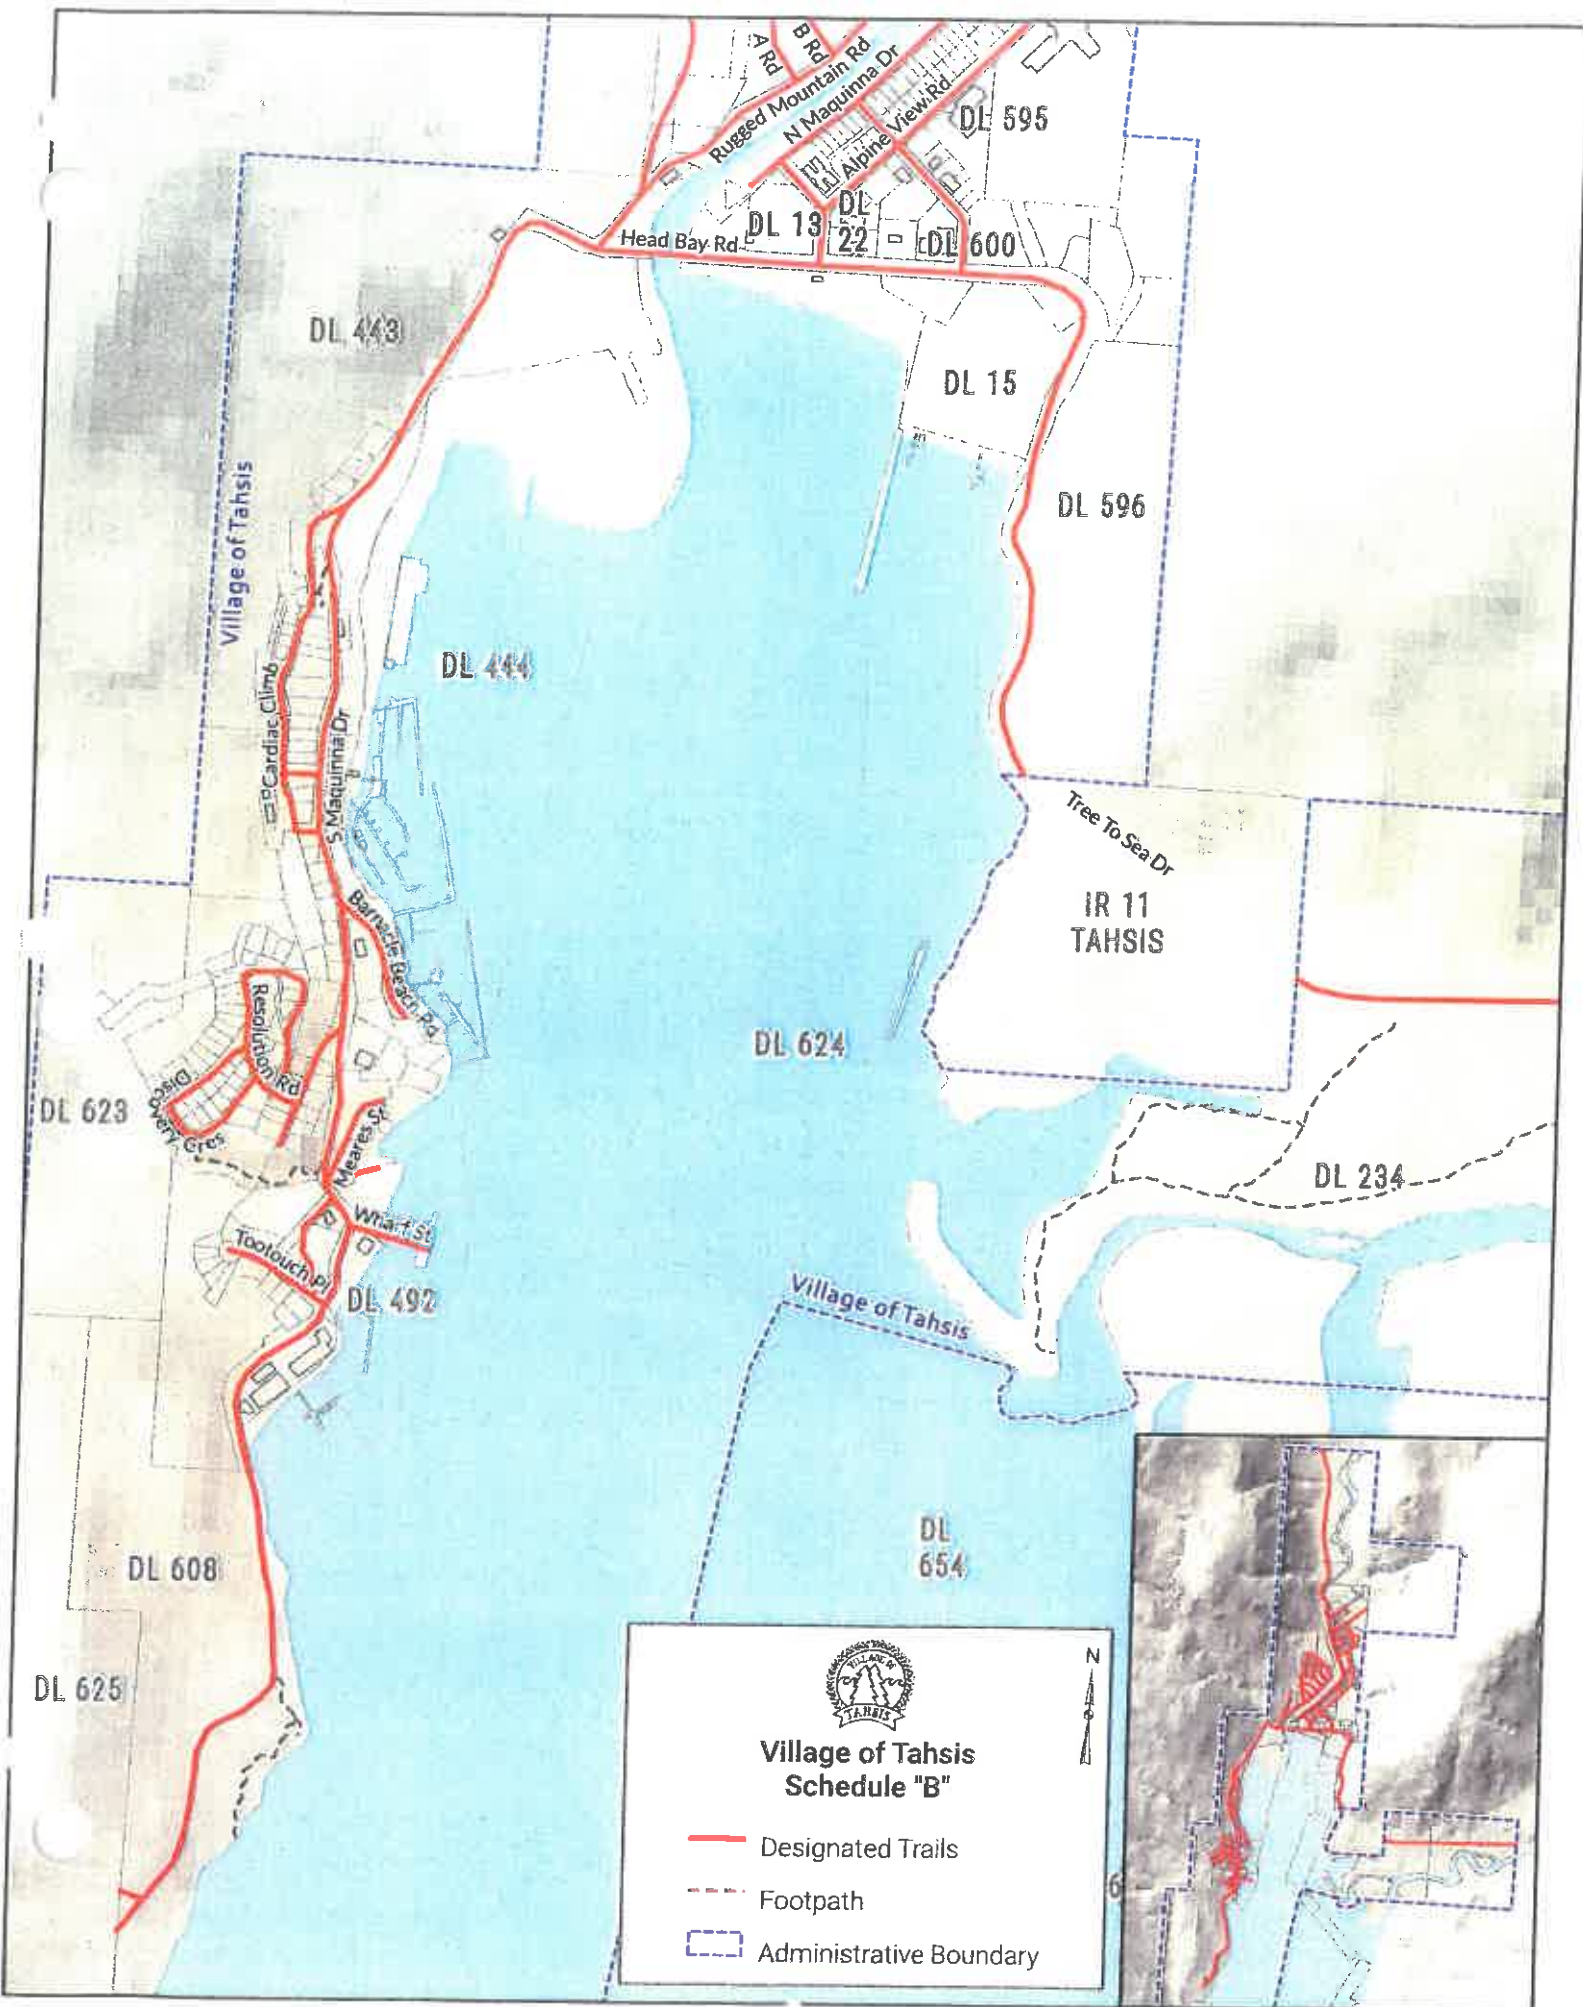 A Rd
B Rd
Rugged Mountain Rd
N Maquinna Dr
Alpine View Rd
DL 595
DL 13
DL
22
DL 600
Head Bay Rd
DL 443
DL 15
DL 596
Village of Tahsis
DL 444
Cardiac Climb
S Maquinna Dr
Tree To Sea Dr
IR 11
TAHSIS
Barnacle Beach Rd
Resolution Rd
DL 624
Discovery Cres
DL 623
Meares St
DL 234
Wharf St
Tootouch Pl
DL 492
Village of Tahsis
DL
654
DL 608
DL 625
VILLAGE OF
TAHSIS
N
Village of Tahsis
Schedule "B"
Designated Trails
Footpath
Administrative Boundary
6